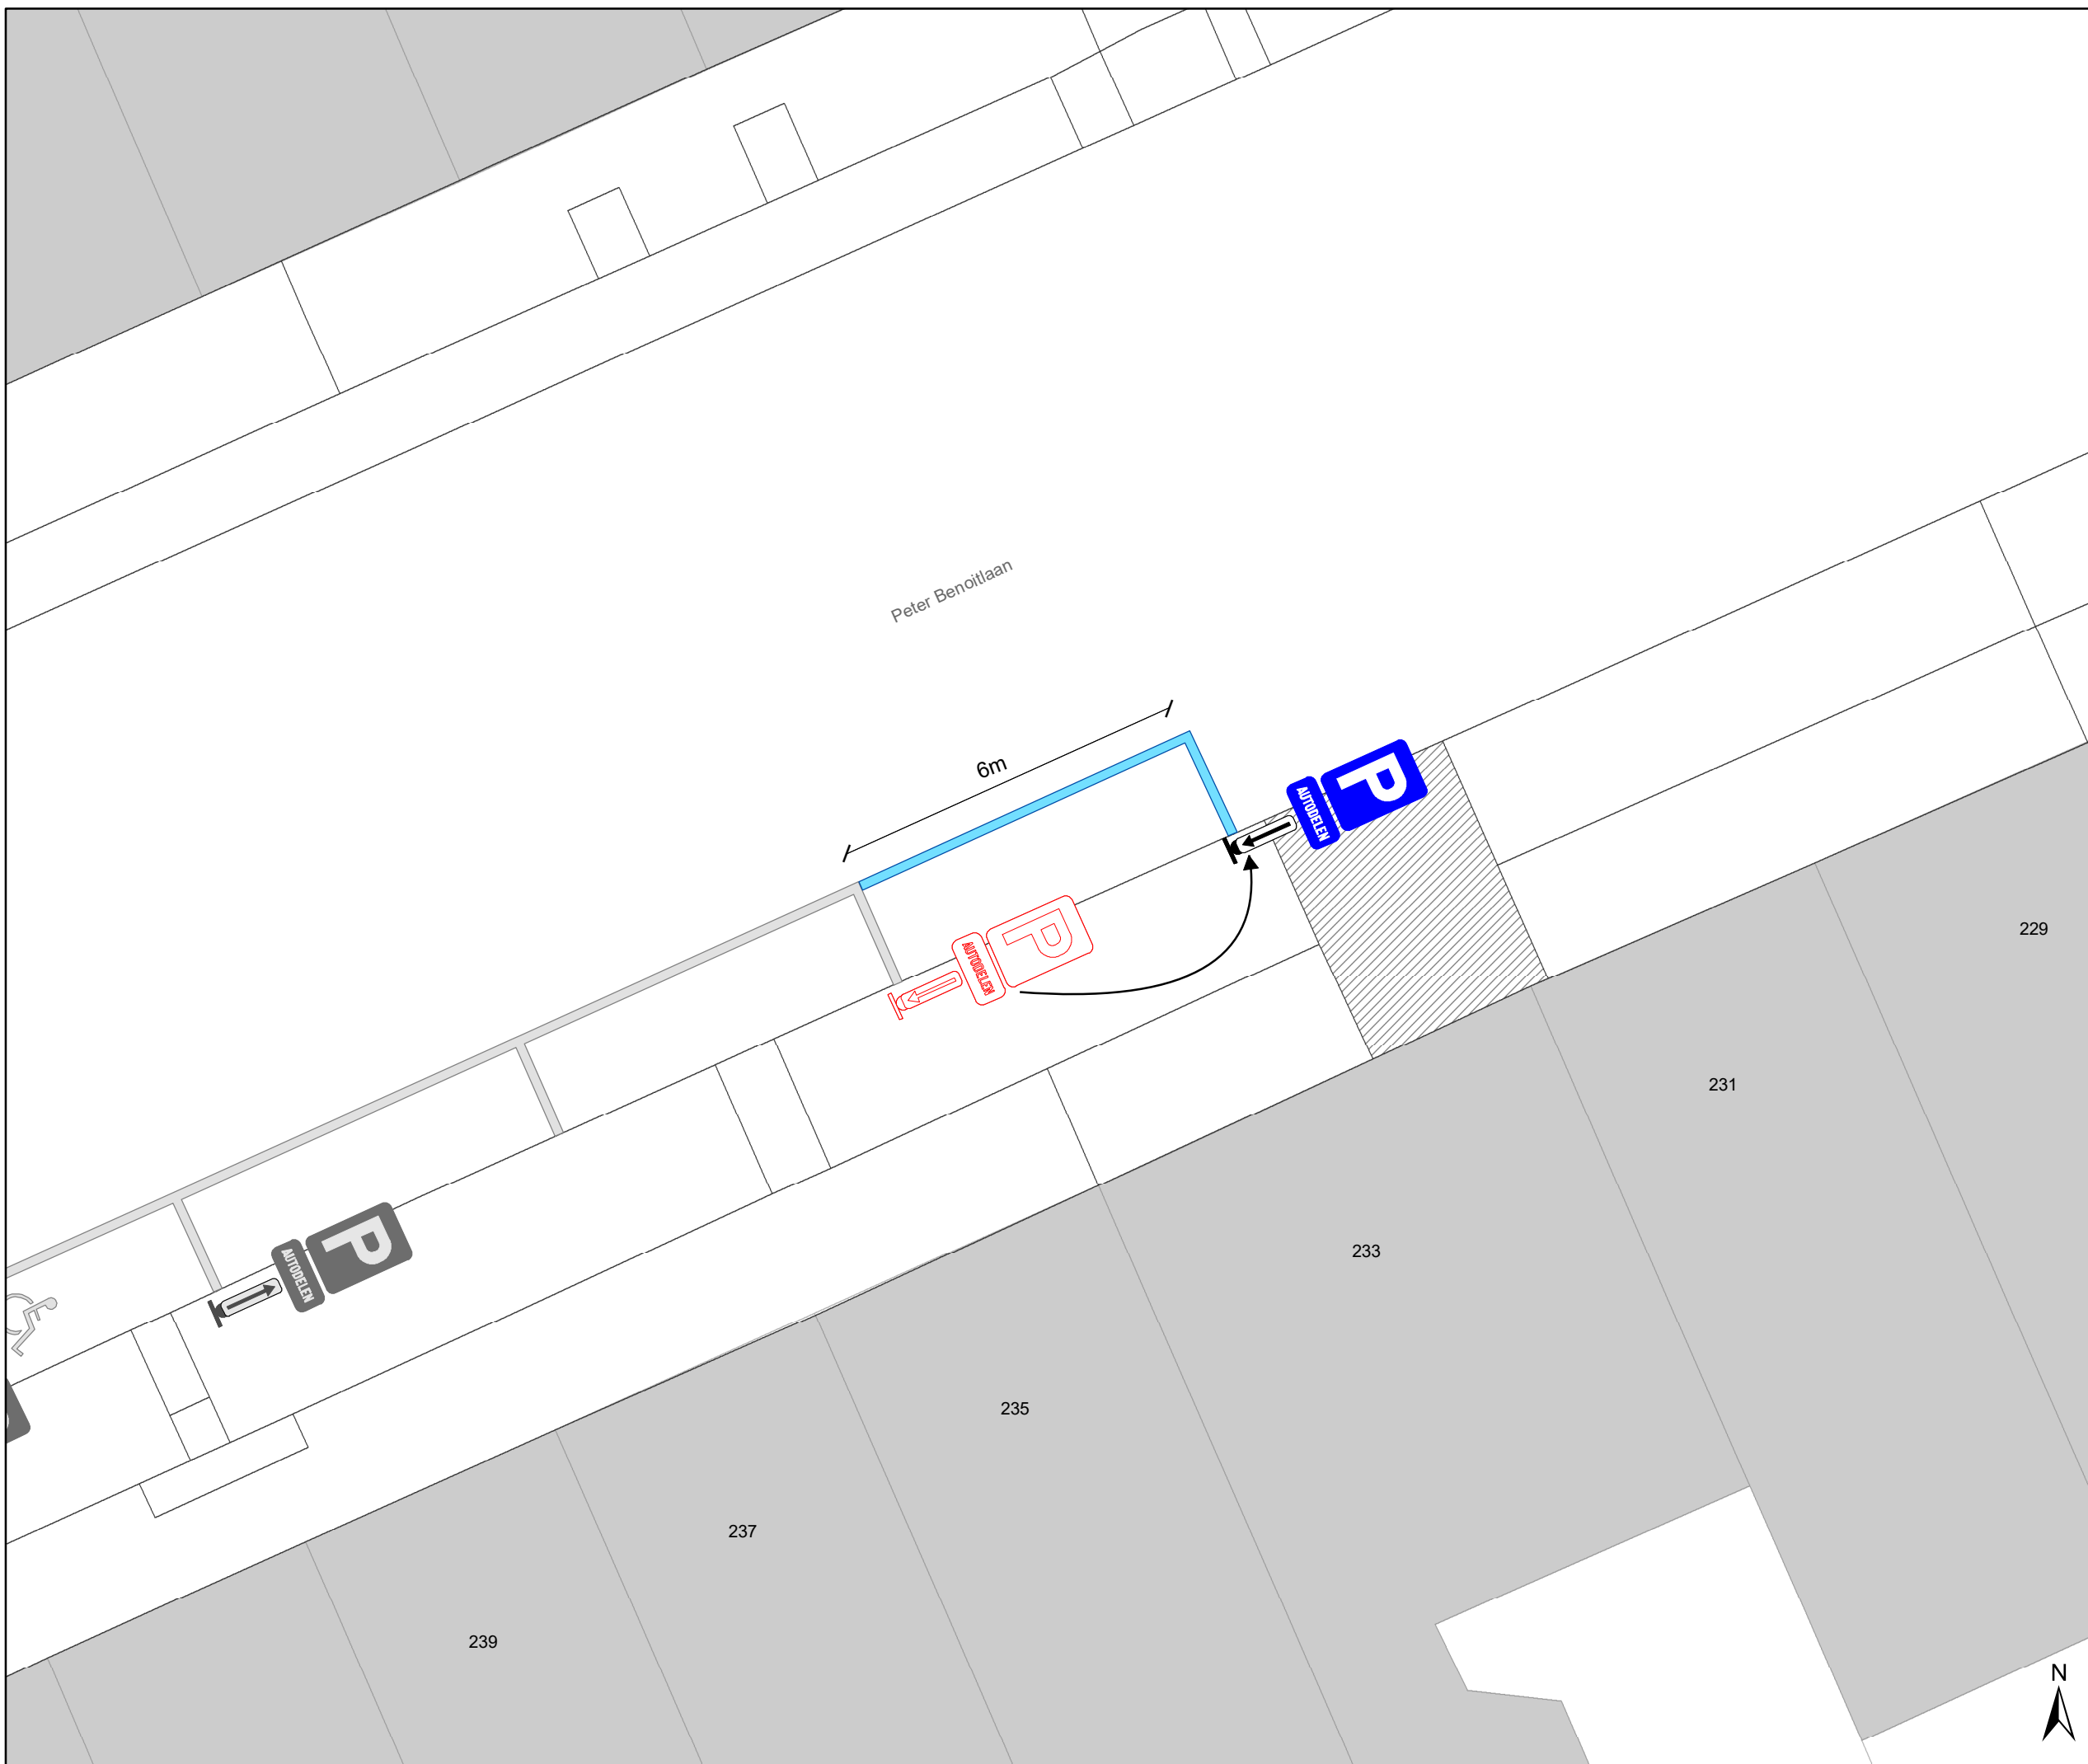 Peter Benoitlaan
6m
P
AUTODELEN
P
AUTODELEN
229
231
P
AUTODELEN
233
235
237
239
N